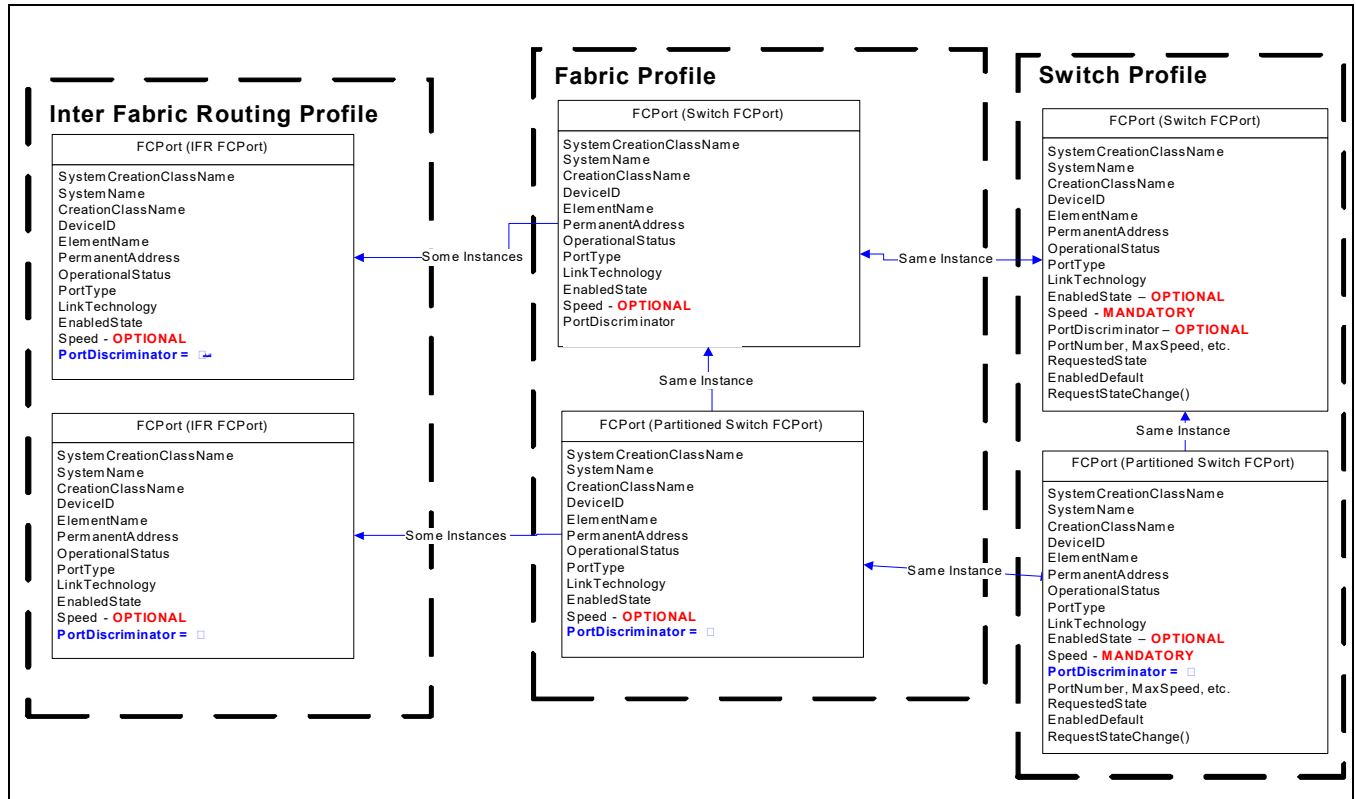 Inter Fabric Routing Profile
FCPort (IFR FCPort)
SystemCreationClassName
SystemName
CreationClassName
DeviceID
ElementName
PermanentAddress
OperationalStatus
PortType
LinkTechnology
EnabledState
Speed - OPTIONAL
PortDiscriminator =
FCPort (IFR FCPort)
SystemCreationClassName
SystemName
CreationClassName
DeviceID
ElementName
PermanentAddress
OperationalStatus
PortType
LinkTechnology
EnabledState
Speed - OPTIONAL
PortDiscriminator =
Some Instances
Some Instances
Fabric Profile
FCPort (Switch FCPort)
SystemCreationClassName
SystemName
CreationClassName
DeviceID
ElementName
PermanentAddress
OperationalStatus
PortType
LinkTechnology
EnabledState
Speed - OPTIONAL
PortDiscriminator
Same Instance
FCPort (Partitioned Switch FCPort)
SystemCreationClassName
SystemName
CreationClassName
DeviceID
ElementName
PermanentAddress
OperationalStatus
PortType
LinkTechnology
EnabledState
Speed - OPTIONAL
PortDiscriminator =
Same Instance
Same Instance
Switch Profile
FCPort (Switch FCPort)
SystemCreationClassName
SystemName
CreationClassName
DeviceID
ElementName
PermanentAddress
OperationalStatus
PortType
LinkTechnology
EnabledState – OPTIONAL
Speed - MANDATORY
PortDiscriminator – OPTIONAL
PortNumber, MaxSpeed, etc.
RequestedState
EnabledDefault
RequestStateChange()
Same Instance
FCPort (Partitioned Switch FCPort)
SystemCreationClassName
SystemName
CreationClassName
DeviceID
ElementName
PermanentAddress
OperationalStatus
PortType
LinkTechnology
EnabledState – OPTIONAL
Speed - MANDATORY
PortDiscriminator =
PortNumber, MaxSpeed, etc.
RequestedState
EnabledDefault
RequestStateChange()